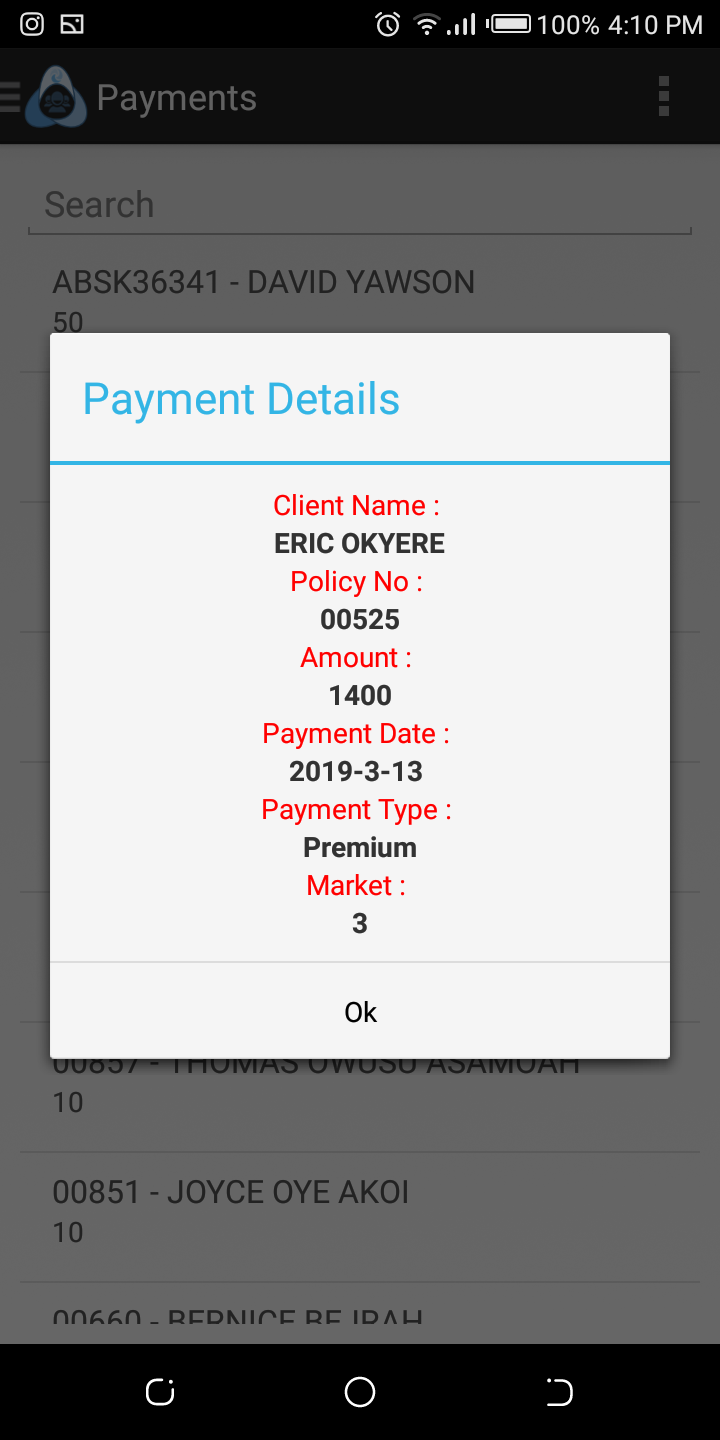 100% 4:10 PM
Payments
Search
ABSK36341 - DAVID YAWSON
50
Payment Details
Client Name :
ERIC OKYERE
Policy No :
00525
Amount :
1400
Payment Date :
2019-3-13
Payment Type :
Premium
Market :
3
Ok
00857 - THOMAS OWUSU ASAMOAH
10
00851 - JOYCE OYE AKOI
10
00660 - BERNICE